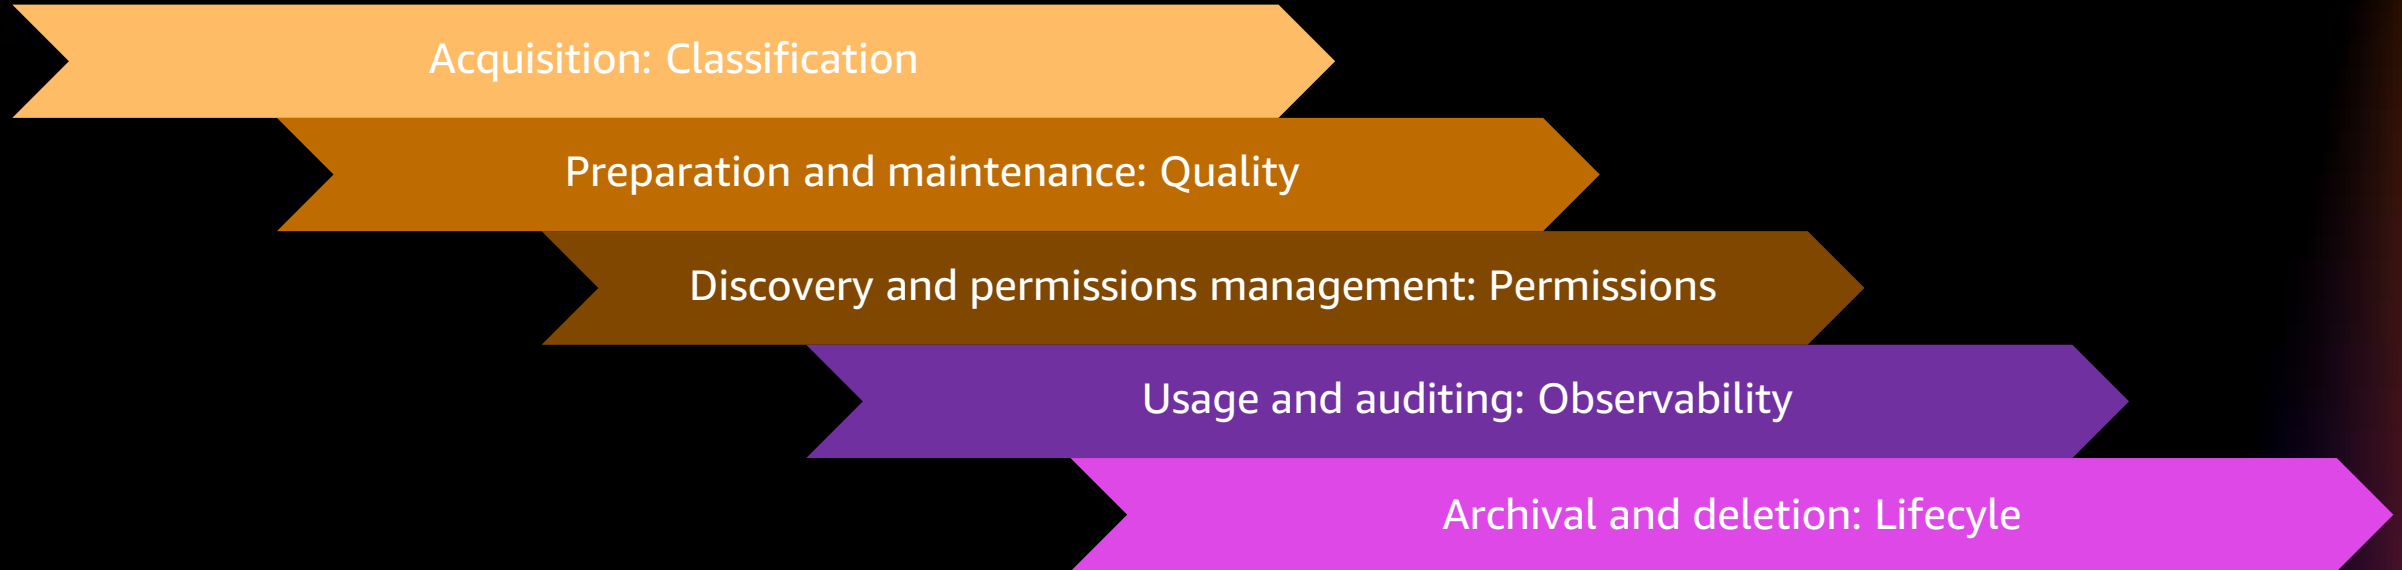 Acquisition: Classification
Preparation and maintenance: Quality
Discovery and permissions management: Permissions
Usage and auditing: Observability
Archival and deletion: Lifecyle